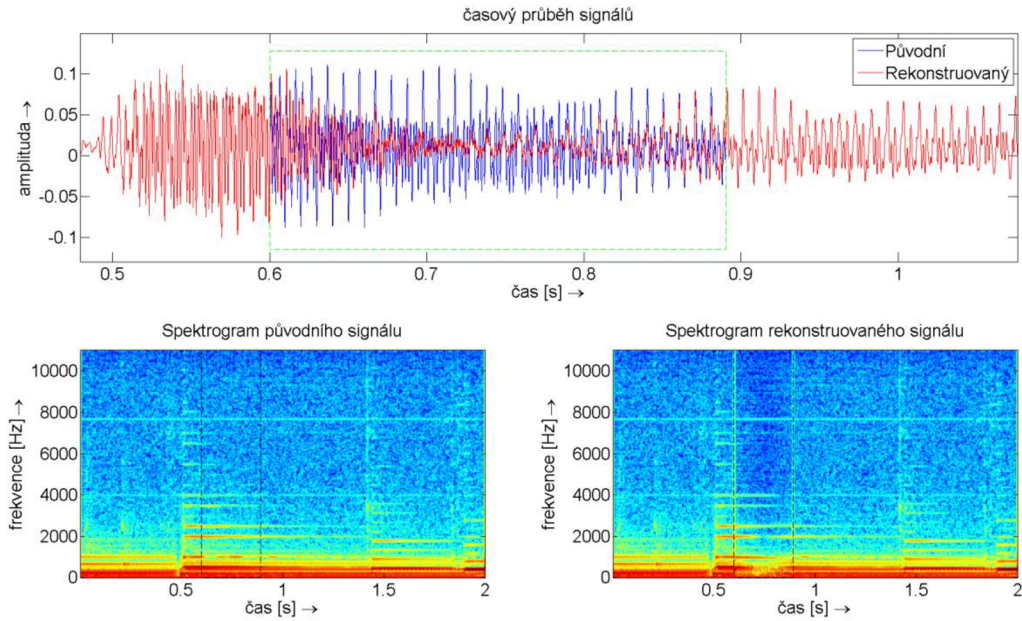 časový průběh signálů
Původní
Rekonstruovaný
amplituda →
0.1
0.05
0
-0.05
-0.1
0.5 0.6 0.7 0.8 0.9 1
čas [s] →
Spektrogram původního signálu
frekvence [Hz] →
10000
8000
6000
4000
2000
0
0.5 1 1.5 2
čas [s] →
Spektrogram rekonstruovaného signálu
frekvence [Hz] →
10000
8000
6000
4000
2000
0
0.5 1 1.5 2
čas [s] →